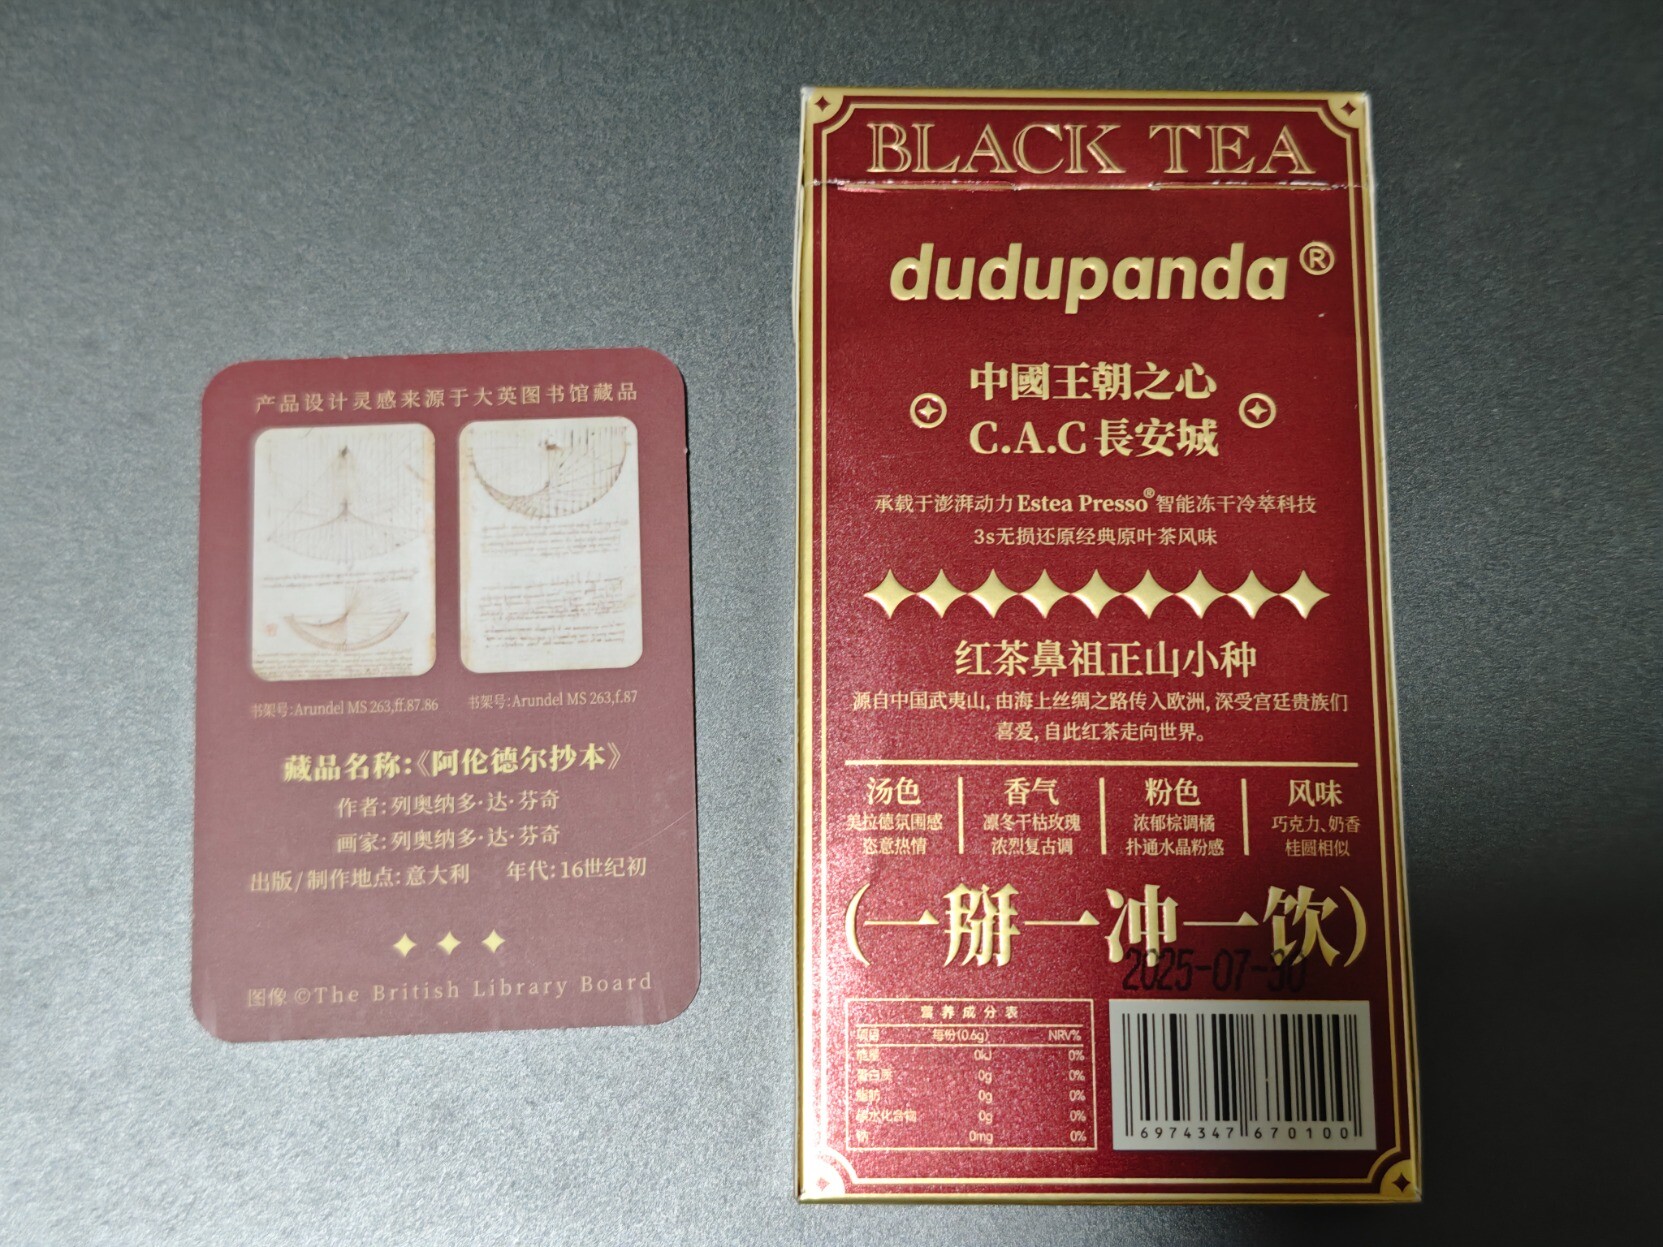 产品设计灵感来源于大英图书馆藏品
书架号:Arundel MS 263,ff.87.86
书架号:Arundel MS 263,f.87
藏品名称:《阿伦德尔抄本》
作者:列奥纳多·达·芬奇
画家:列奥纳多·达·芬奇
出版/制作地点:意大利 年代:16世纪初
图像©The British Library Board
BLACK TEA
dudupanda®
中國王朝之心
C.A.C長安城
承载于澎湃动力Estea Presso®智能冻干冷萃科技
3s无损还原经典原叶茶风味
红茶鼻祖正山小种
源自中国武夷山,由海上丝绸之路传入欧洲,深受宫廷贵族们
喜爱,自此红茶走向世界。
汤色
美拉德氛围感
恣意热情
香气
凛冬干枯玫瑰
浓烈复古调
粉色
浓郁棕调橘
扑通水晶粉感
风味
巧克力、奶香
桂圆相似
(一掰一冲一饮)
2025-07-30
营养成分表
项目 每份(0.6g) NRV%
能量 0kJ 0%
蛋白质 0g 0%
脂肪 0g 0%
碳水化合物 0g 0%
钠 0mg 0%
6974347670100